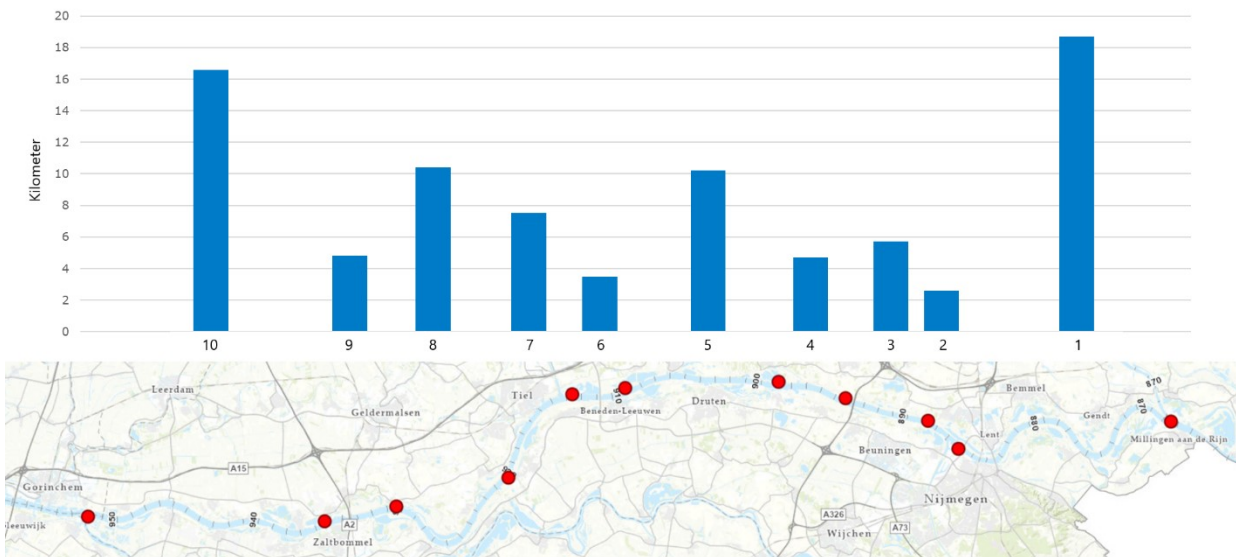 20
18
16
14
12
10
8
6
4
2
0
Kilometer
10 9 8 7 6 5 4 3 2 1
Leerdam
Geldermalsen
Tiel
Beneden-Leeuwen
910
Druten
900
890
Bemmel
870
870
Gendt
Lent
880
Millingen aan de Rijn
Beuningen
A15
Gorinchem
950
940
A2
Zaltbommel
Nijmegen
A326
A73
Wijchen